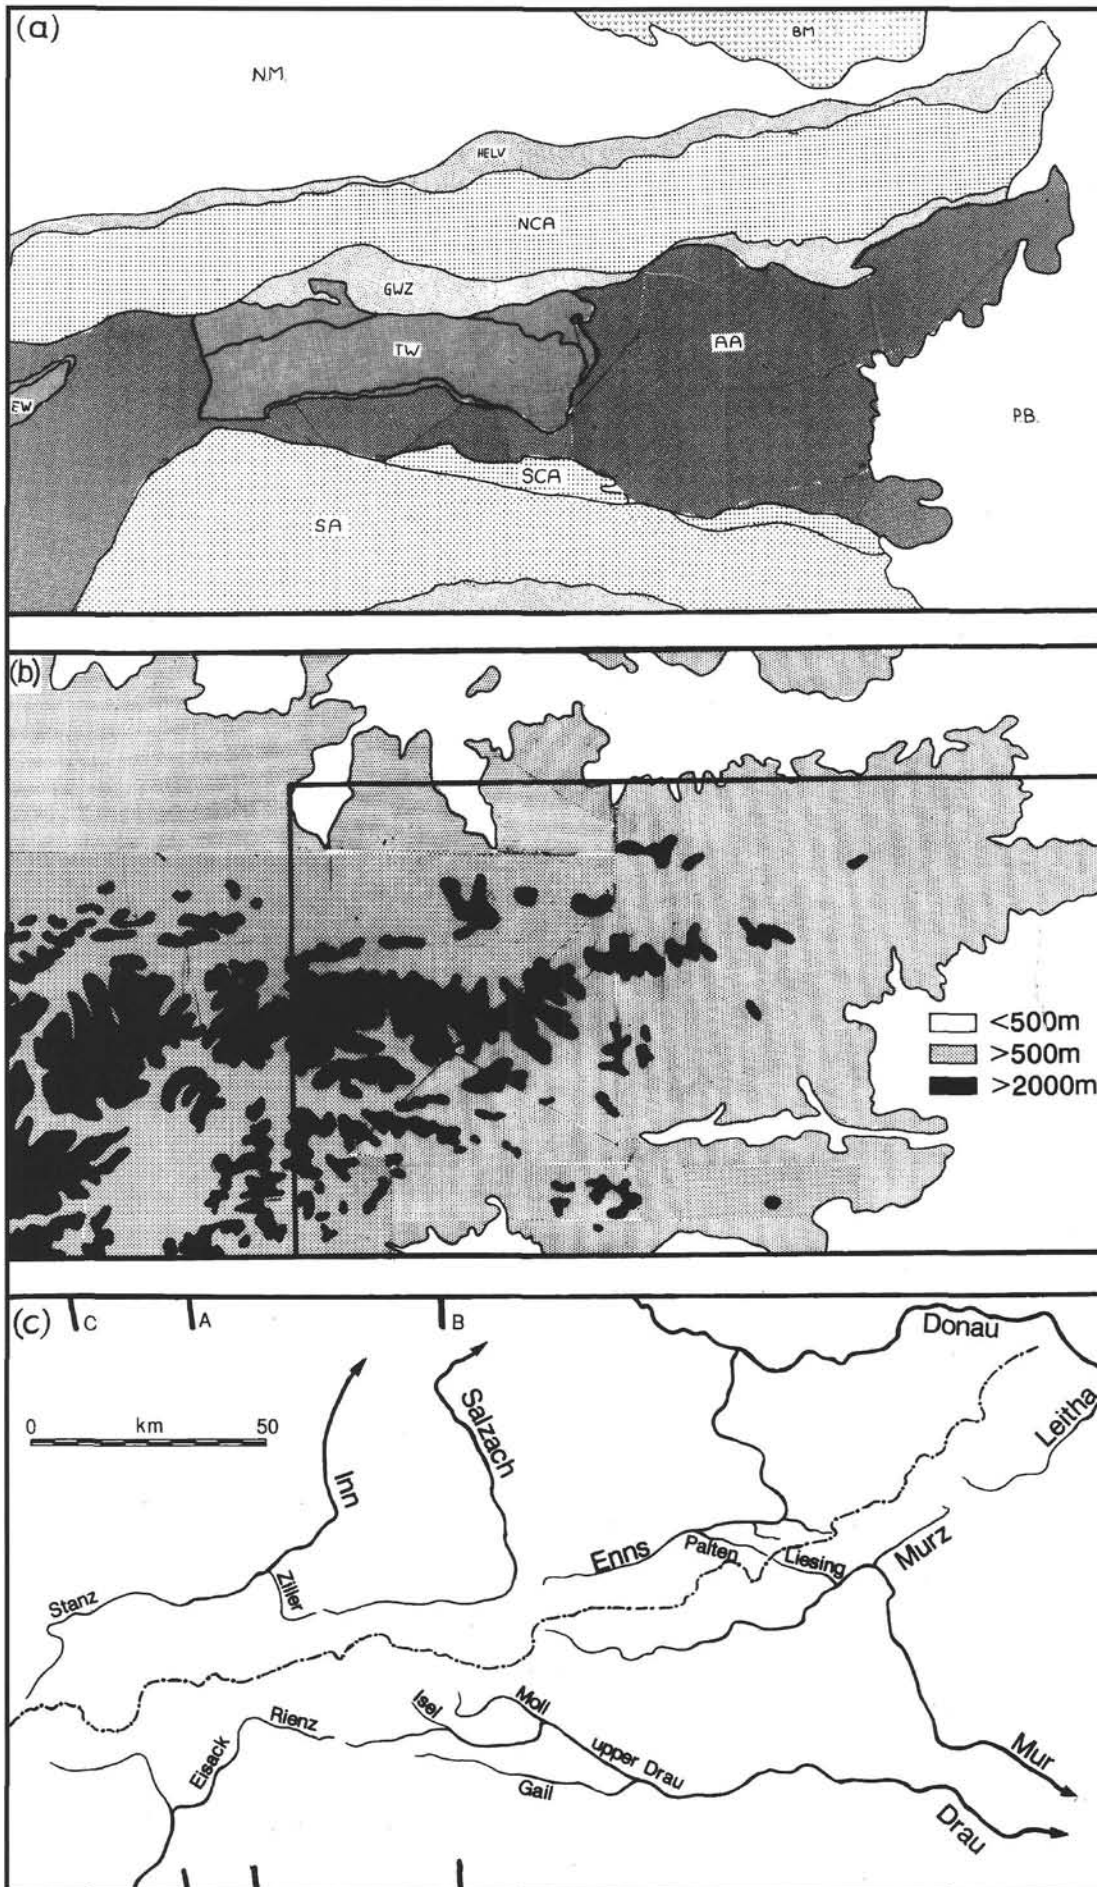 (a)
BM
N.M.
HELV
NCA
GWZ
TW
AA
EW
P.B.
SCA
SA
(b)
<500m
>500m
>2000m
(c)
C
A
B
Donau
Salzach
Leitha
0 km 50
Inn
Enns
Palten
Liesing
Murz
Ziller
Stanz
Isel
Moll
Rienz
Eisack
upper Drau
Gail
Mur
Drau